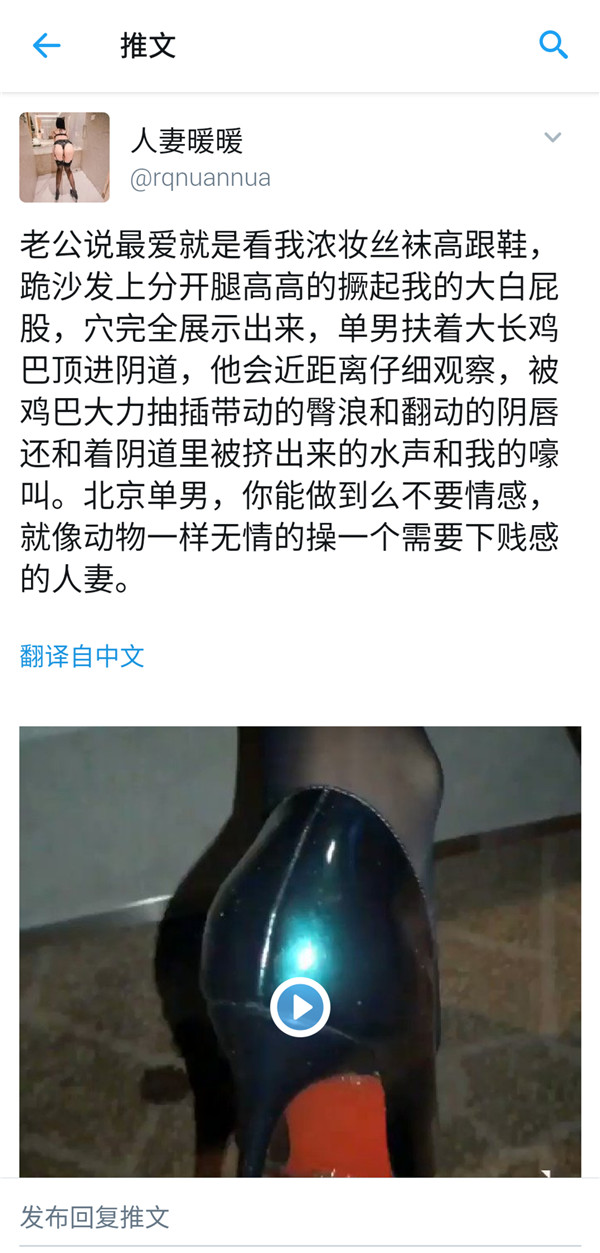 推文
人妻暖暖
@rqnuannua
老公说最爱就是看我浓妆丝袜高跟鞋，
跪沙发上分开腿高高的撅起我的大白屁
股，穴完全展示出来，单男扶着大长鸡
巴顶进阴道，他会近距离仔细观察，被
鸡巴大力抽插带动的臀浪和翻动的阴唇
还和着阴道里被挤出来的水声和我的嚎
叫。北京单男，你能做到么不要情感，
就像动物一样无情的操一个需要下贱感
的人妻。
翻译自中文
发布回复推文